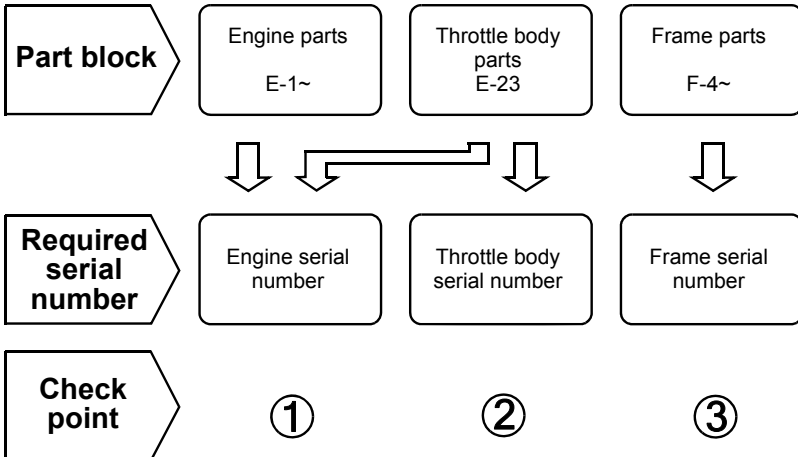 Part block
Engine parts
E-1~
Throttle body
parts
E-23
Frame parts
F-4~
Required
serial
number
Engine serial
number
Throttle body
serial number
Frame serial
number
Check
point
①
②
③